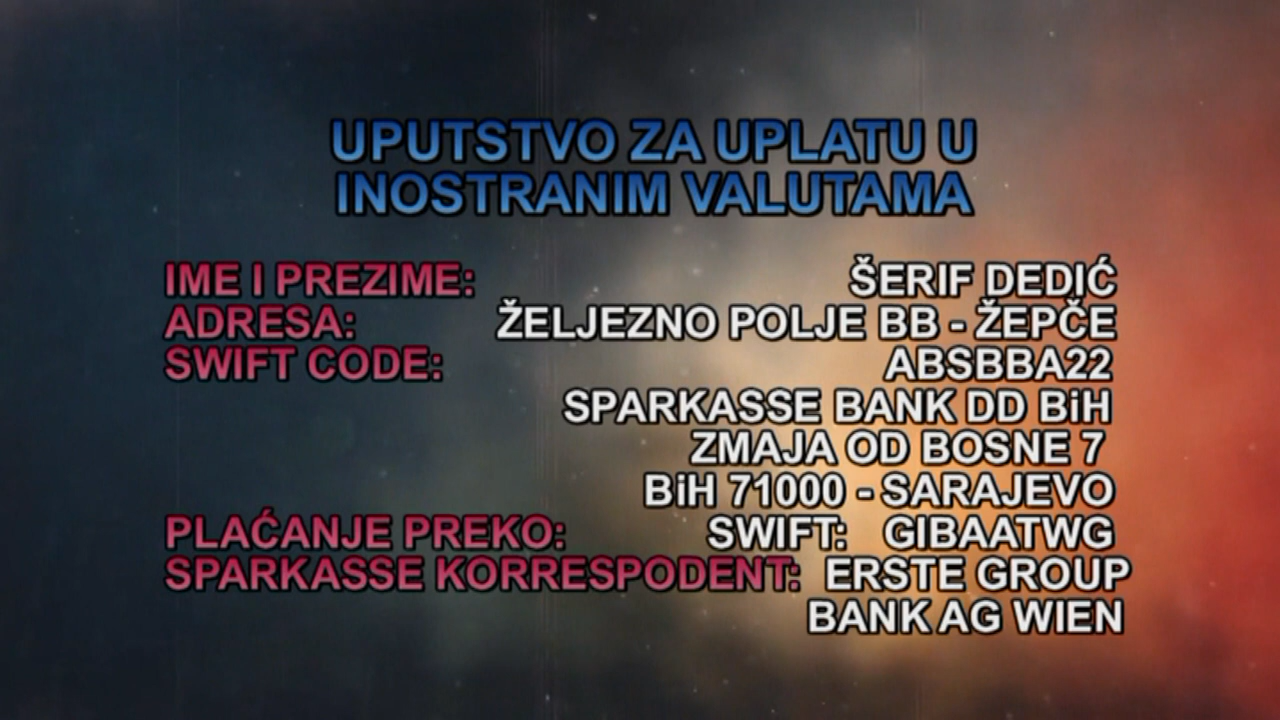 UPUTSTVO ZA UPLATU U
INOSTRANIM VALUTAMA
IME I PREZIME: ŠERIF DEDIĆ
ADRESA: ŽELJEZNO POLJE BB - ŽEPČE
SWIFT CODE: ABSBBA22
SPARKASSE BANK DD BiH
ZMAJA OD BOSNE 7
BiH 71000 - SARAJEVO
PLAĆANJE PREKO: SWIFT: GIBAATWG
SPARKASSE KORRESPODENT: ERSTE GROUP
BANK AG WIEN